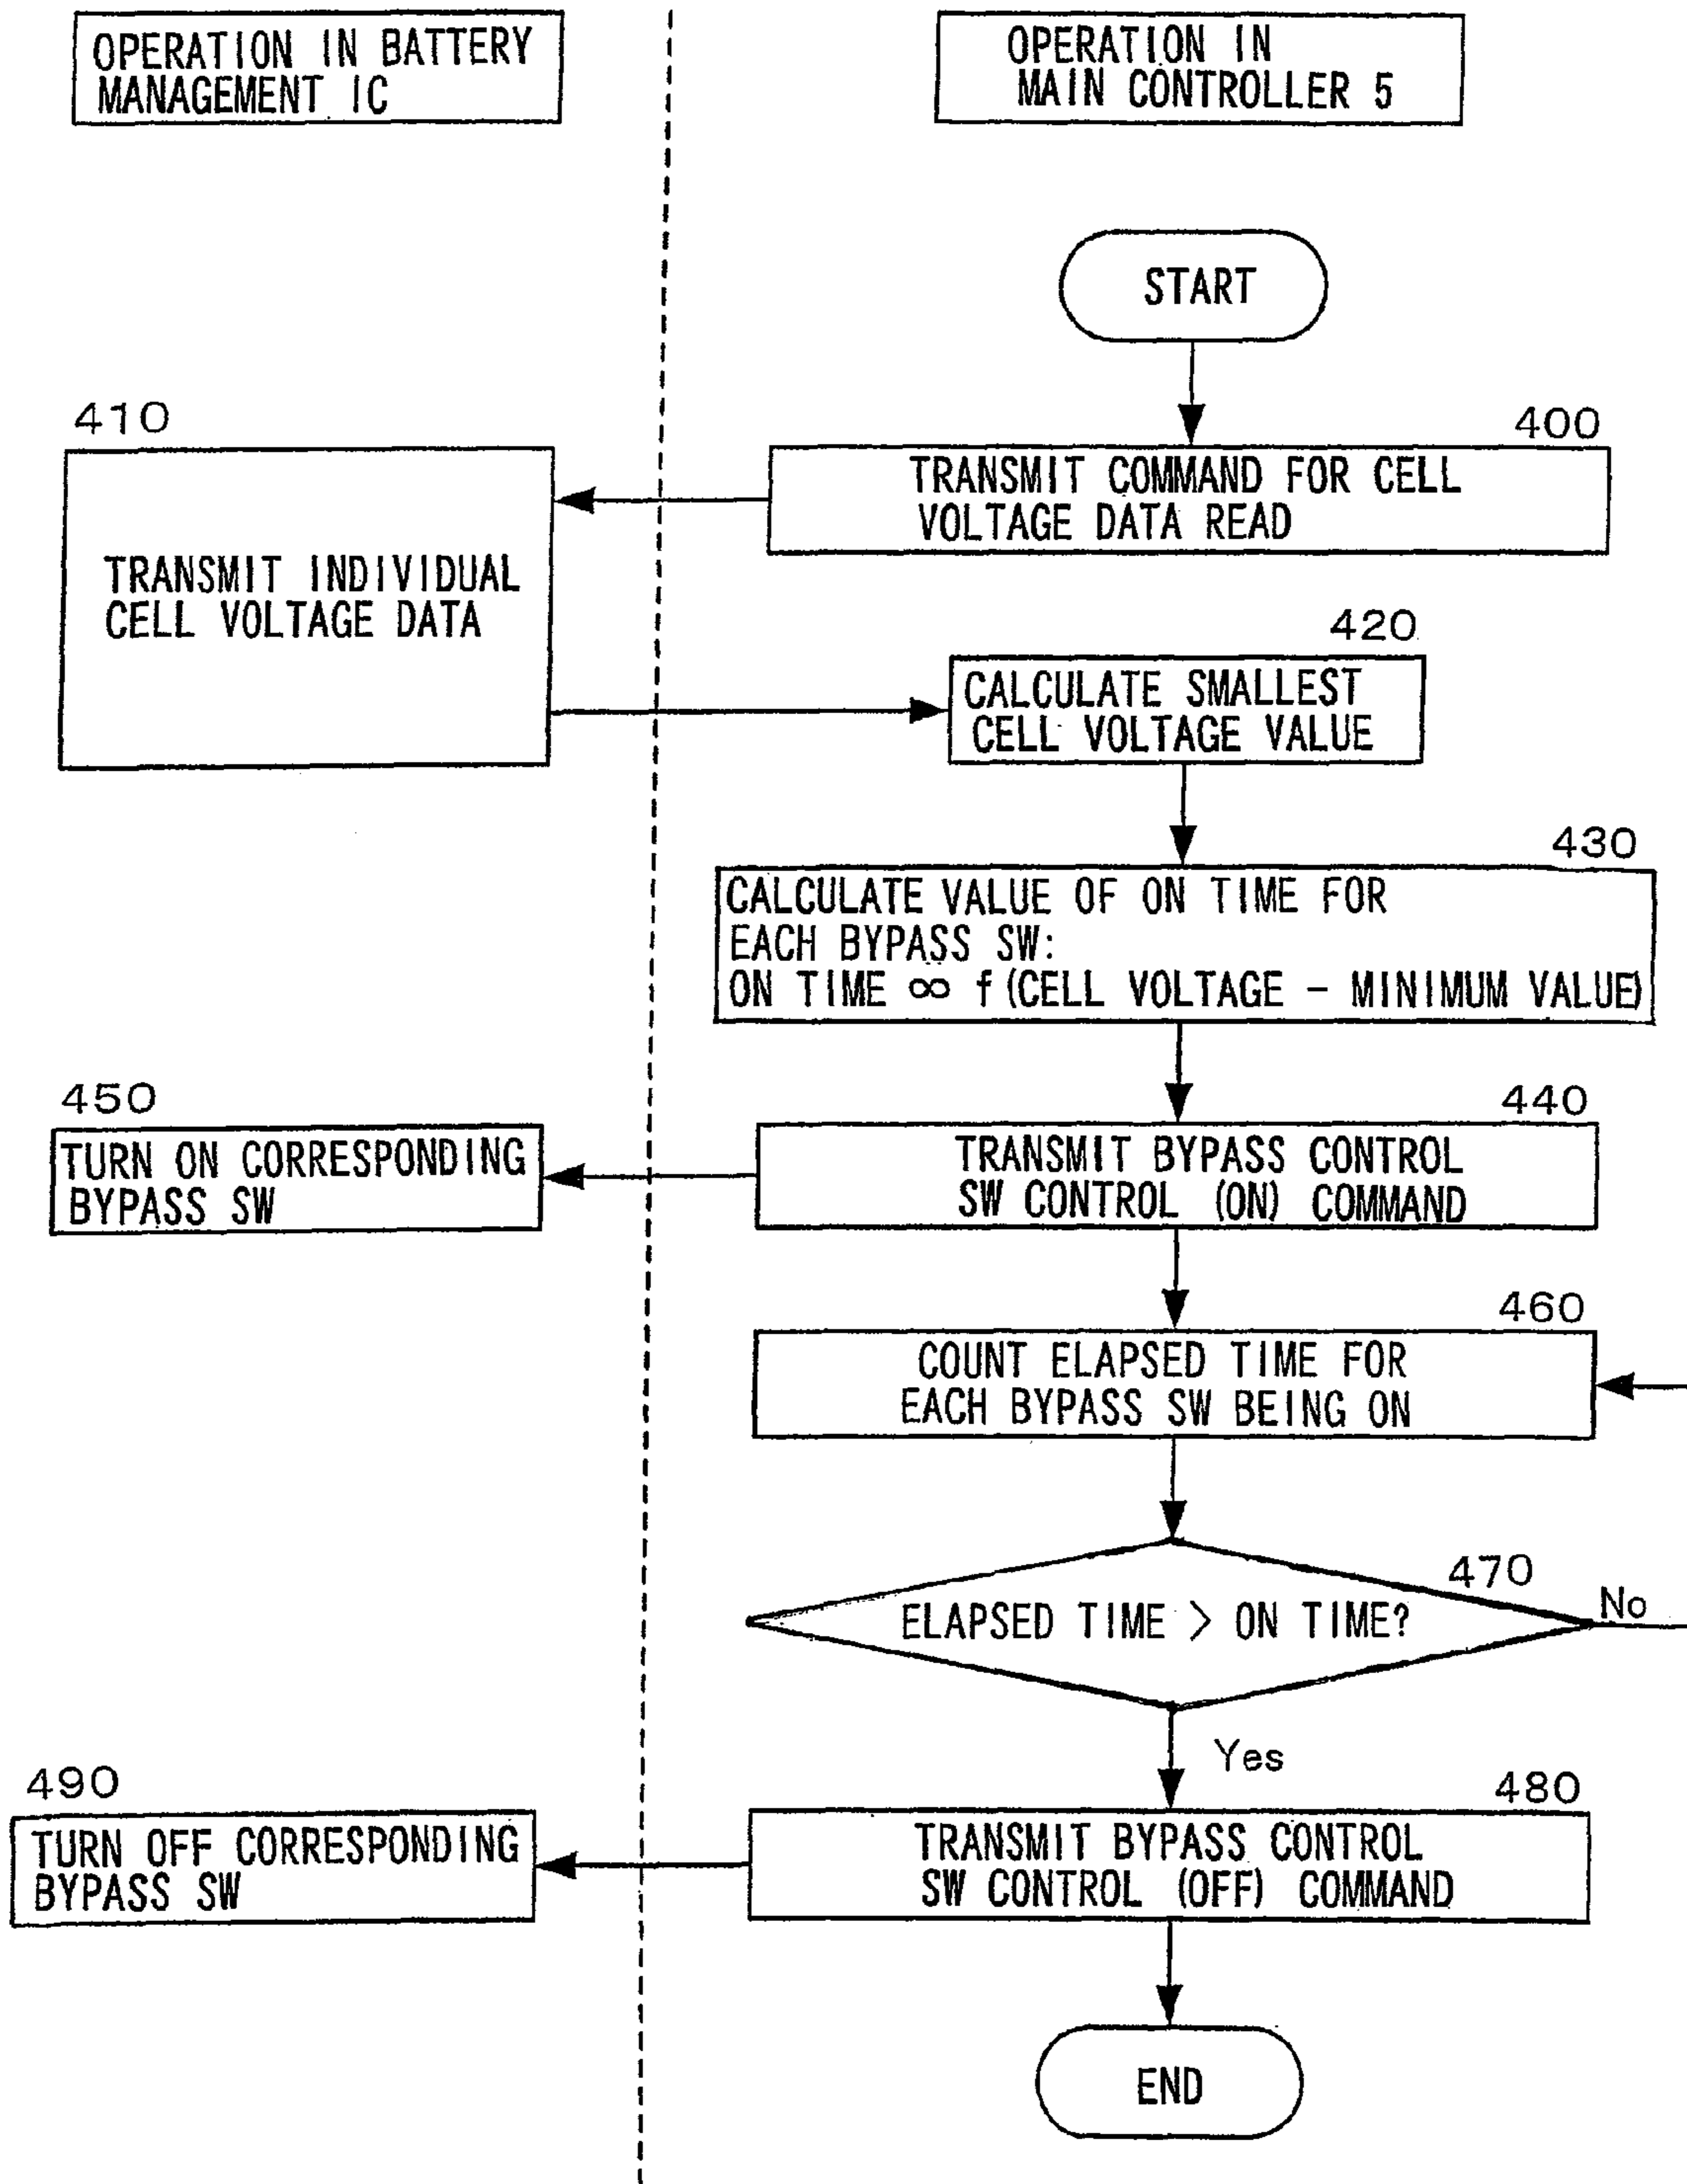 OPERATION IN BATTERY
MANAGEMENT IC
OPERATION IN
MAIN CONTROLLER 5
START
410
400
TRANSMIT COMMAND FOR CELL
VOLTAGE DATA READ
TRANSMIT INDIVIDUAL
CELL VOLTAGE DATA
420
CALCULATE SMALLEST
CELL VOLTAGE VALUE
430
CALCULATE VALUE OF ON TIME FOR
EACH BYPASS SW:
ON TIME ∞ f(CELL VOLTAGE – MINIMUM VALUE)
450
440
TURN ON CORRESPONDING
BYPASS SW
TRANSMIT BYPASS CONTROL
SW CONTROL (ON) COMMAND
460
COUNT ELAPSED TIME FOR
EACH BYPASS SW BEING ON
470
ELAPSED TIME > ON TIME?
No
Yes
490
480
TURN OFF CORRESPONDING
BYPASS SW
TRANSMIT BYPASS CONTROL
SW CONTROL (OFF) COMMAND
END